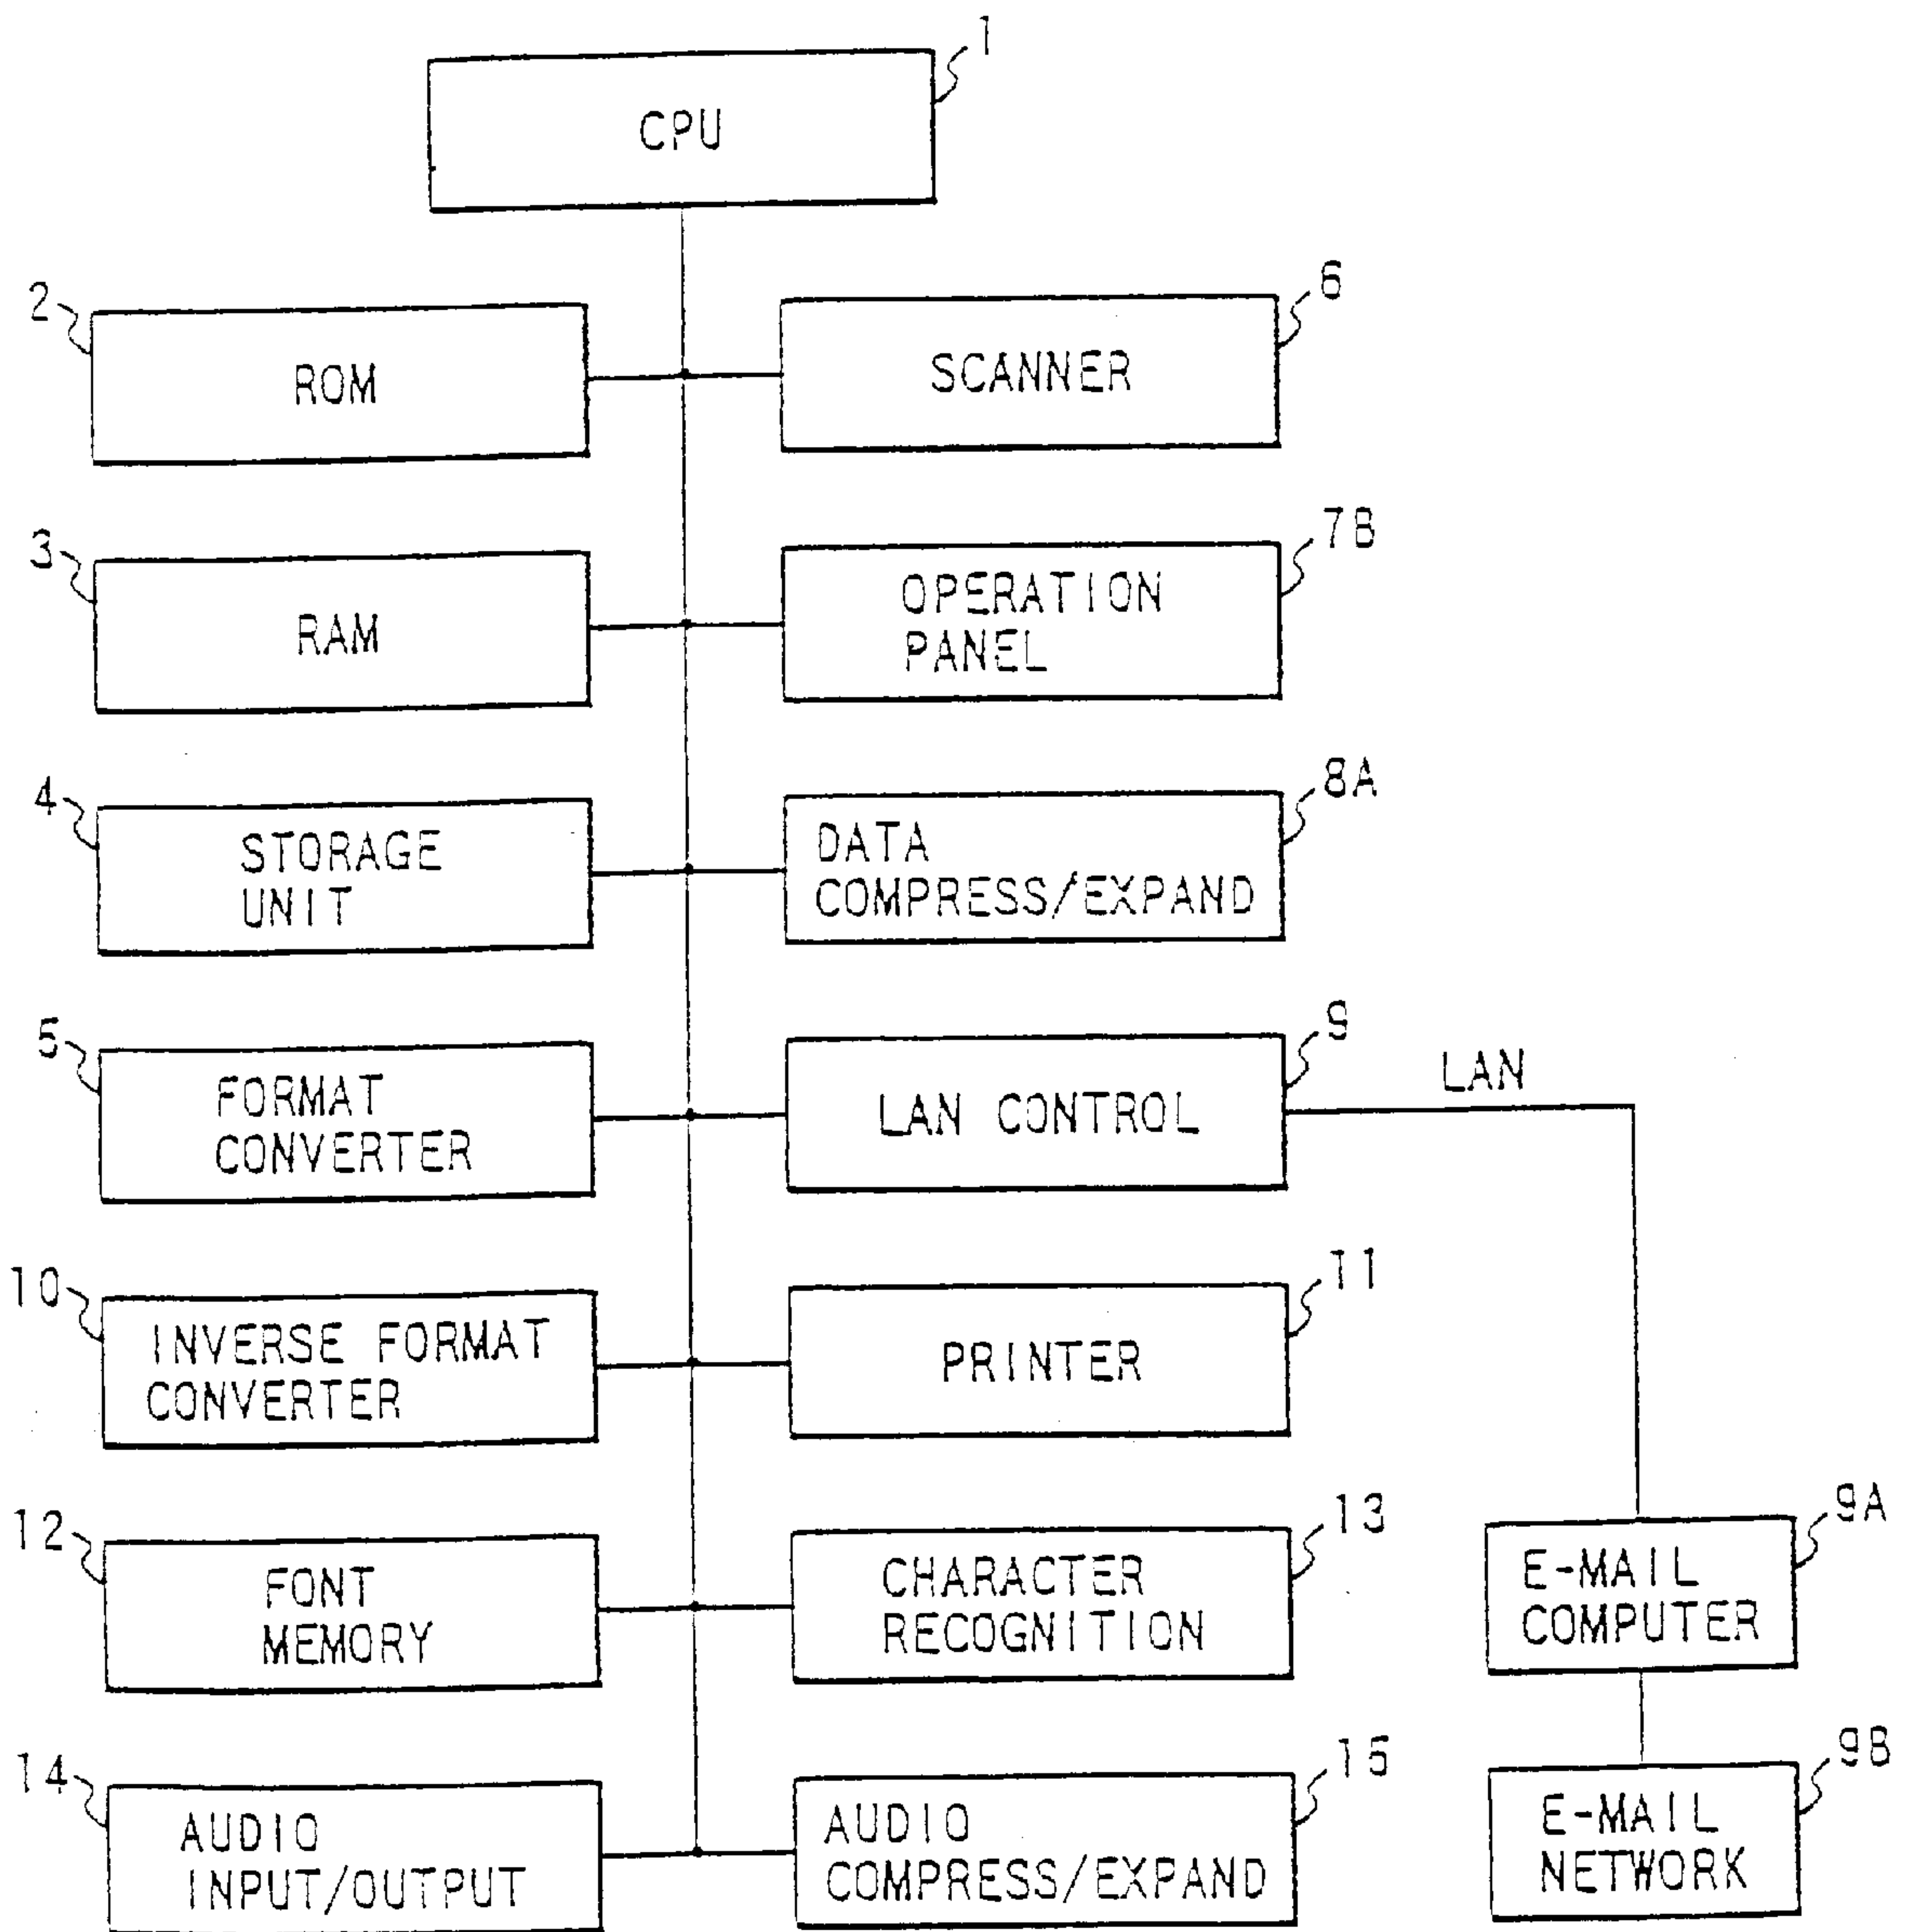 1
CPU
2
ROM
6
SCANNER
3
RAM
7B
OPERATION
PANEL
4
STORAGE
UNIT
8A
DATA
COMPRESS/EXPAND
5
FORMAT
CONVERTER
9
LAN CONTROL
LAN
10
INVERSE FORMAT
CONVERTER
11
PRINTER
12
FONT
MEMORY
13
CHARACTER
RECOGNITION
9A
E-MAIL
COMPUTER
14
AUDIO
INPUT/OUTPUT
15
AUDIO
COMPRESS/EXPAND
9B
E-MAIL
NETWORK